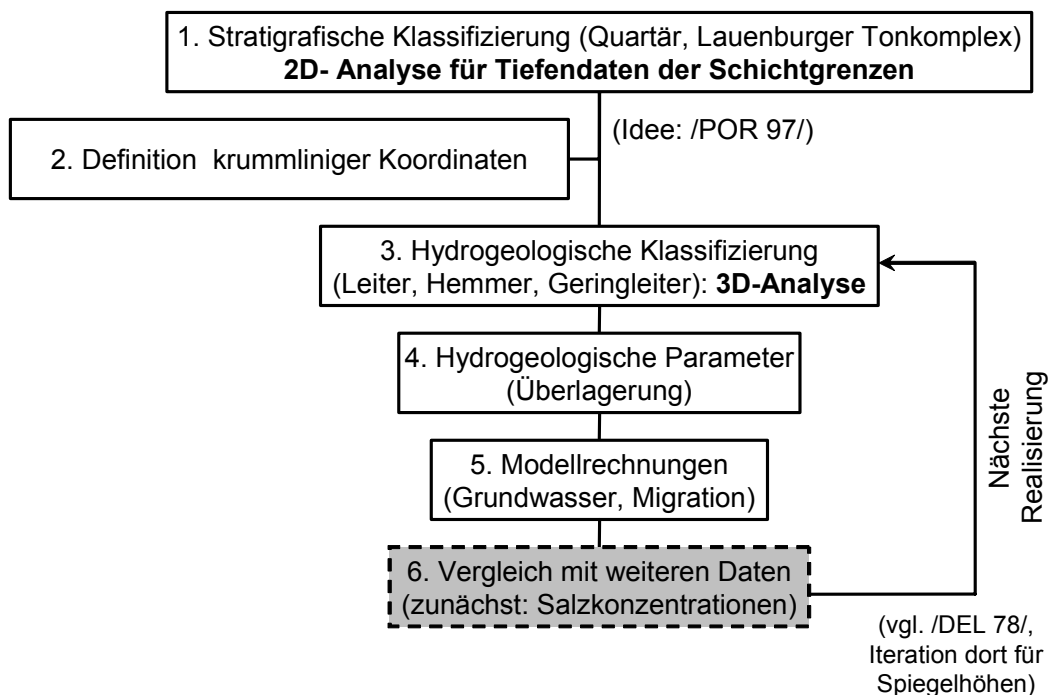 1. Stratigrafische Klassifizierung (Quartär, Lauenburger Tonkomplex)
2D- Analyse für Tiefendaten der Schichtgrenzen
(Idee: /POR 97/)
2. Definition krummliniger Koordinaten
3. Hydrogeologische Klassifizierung
(Leiter, Hemmer, Geringleiter): 3D-Analyse
4. Hydrogeologische Parameter
(Überlagerung)
5. Modellrechnungen
(Grundwasser, Migration)
6. Vergleich mit weiteren Daten
(zunächst: Salzkonzentrationen)
Nächste
Realisierung
(vgl. /DEL 78/,
Iteration dort für
Spiegelhöhen)